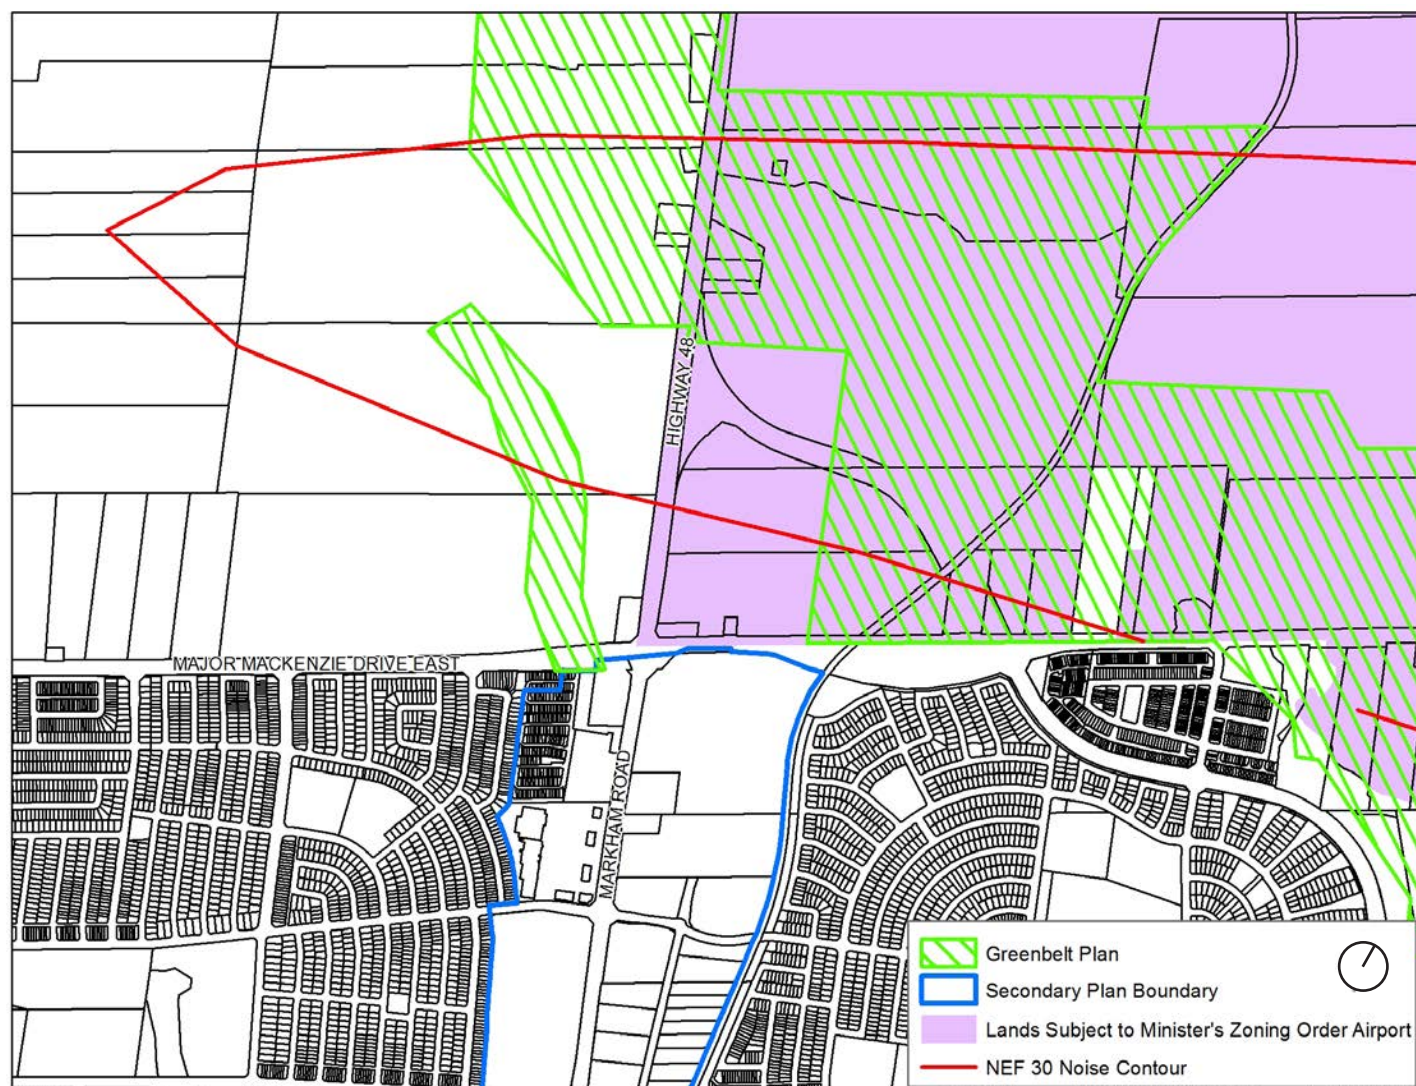 HIGHWAY 48
MAJOR MACKENZIE DRIVE EAST
MARKHAM ROAD
Greenbelt Plan
Secondary Plan Boundary
Lands Subject to Minister's Zoning Order Airport
NEF 30 Noise Contour